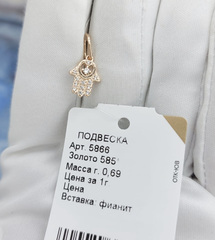 ПОДВЕСКА
Арт. 5866
Золото 585°
Масса г. 0,69
Цена за 1г
Цена
Вставка: фианит